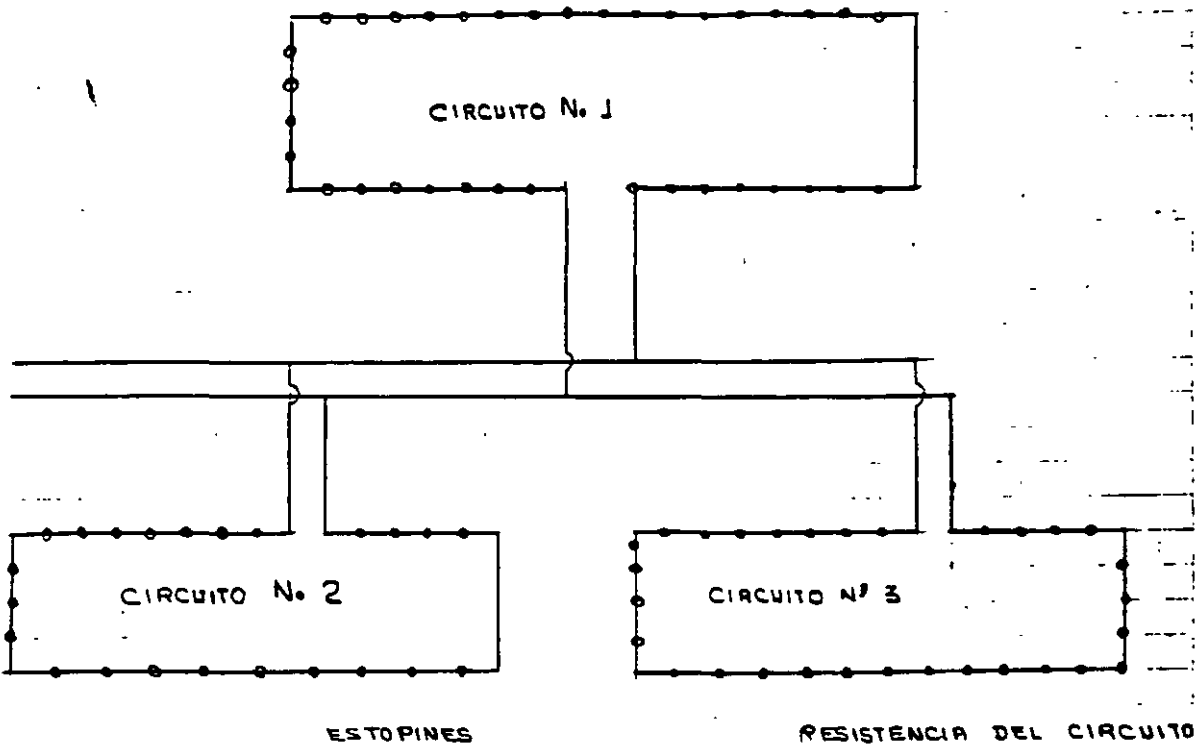 CIRCUITO No. 1
CIRCUITO No. 2
CIRCUITO Nº 3
ESTOPINES
RESISTENCIA DEL CIRCUITO